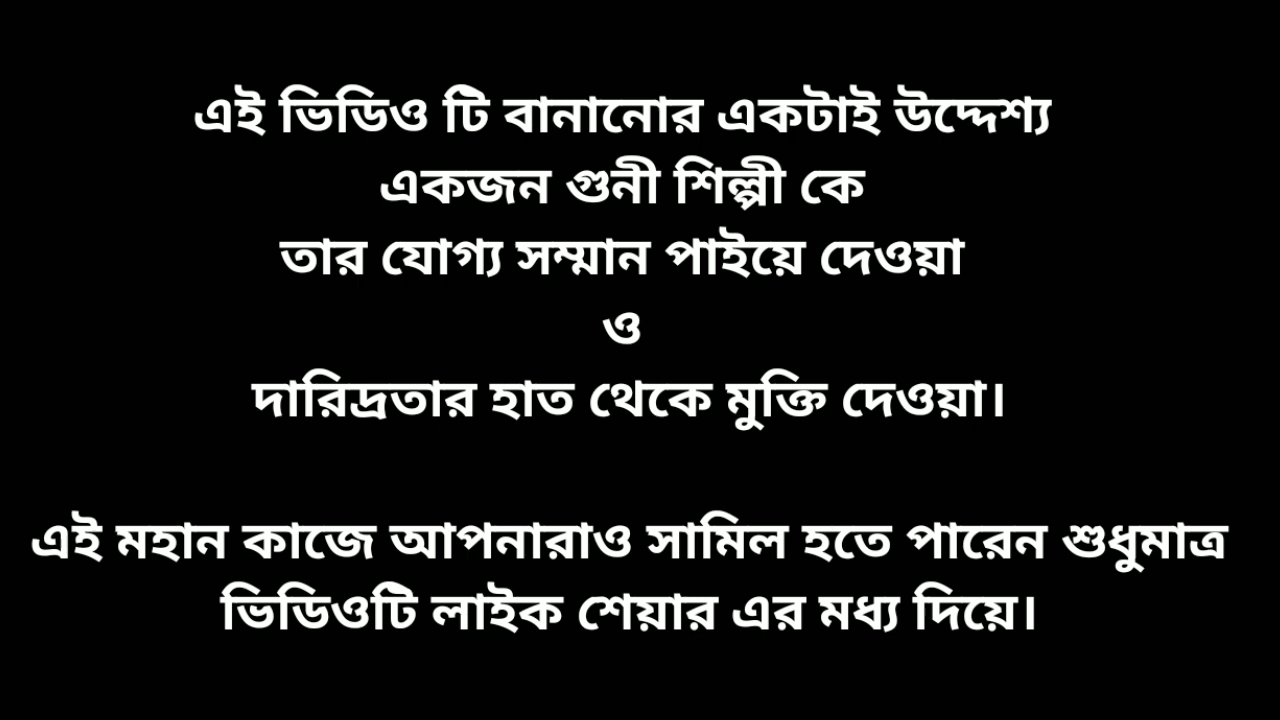 এই ভিডিও টি বানানোর একটাই উদ্দেশ্য
একজন গুনী শিল্পী কে
তার যোগ্য সম্মান পাইয়ে দেওয়া
ও
দারিদ্রতার হাত থেকে মুক্তি দেওয়া।
এই মহান কাজে আপনারাও সামিল হতে পারেন শুধুমাত্র
ভিডিওটি লাইক শেয়ার এর মধ্য দিয়ে।